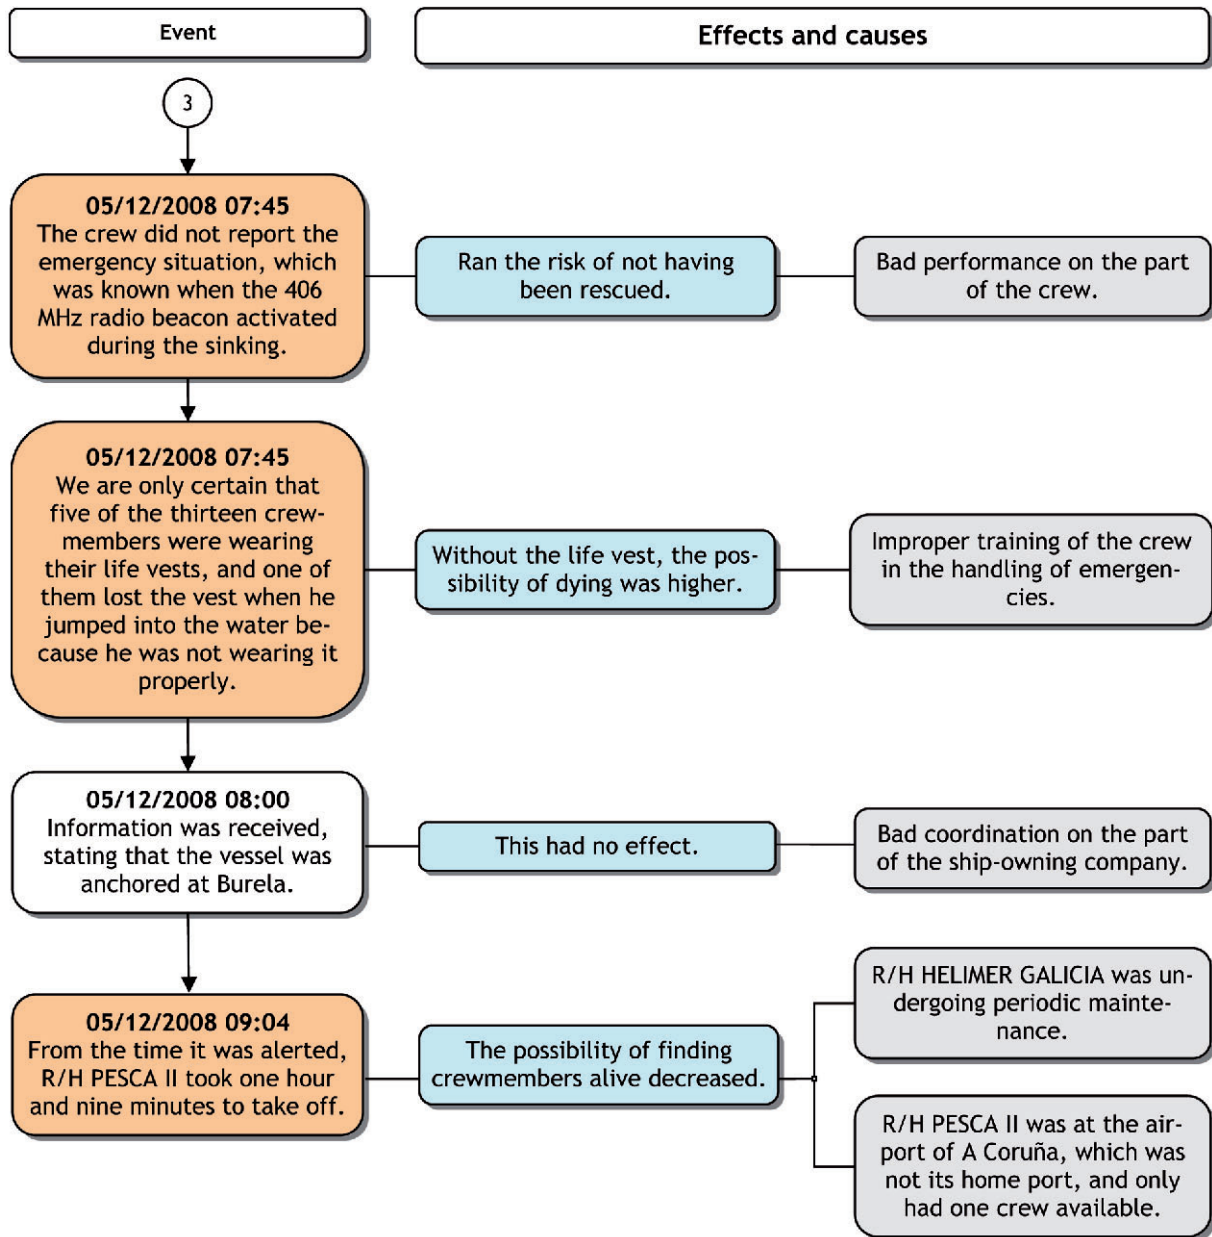 Event
Effects and causes
3
05/12/2008 07:45
The crew did not report the
emergency situation, which
was known when the 406
MHz radio beacon activated
during the sinking.
Ran the risk of not having
been rescued.
Bad performance on the part
of the crew.
05/12/2008 07:45
We are only certain that
five of the thirteen crew-
members were wearing
their life vests, and one of
them lost the vest when he
jumped into the water be-
cause he was not wearing it
properly.
Without the life vest, the pos-
sibility of dying was higher.
Improper training of the crew
in the handling of emergen-
cies.
05/12/2008 08:00
Information was received,
stating that the vessel was
anchored at Burela.
This had no effect.
Bad coordination on the part
of the ship-owning company.
05/12/2008 09:04
From the time it was alerted,
R/H PESCA II took one hour
and nine minutes to take off.
The possibility of finding
crewmembers alive decreased.
R/H HELIMER GALICIA was un-
dergoing periodic mainte-
nance.
R/H PESCA II was at the air-
port of A Coruña, which was
not its home port, and only
had one crew available.